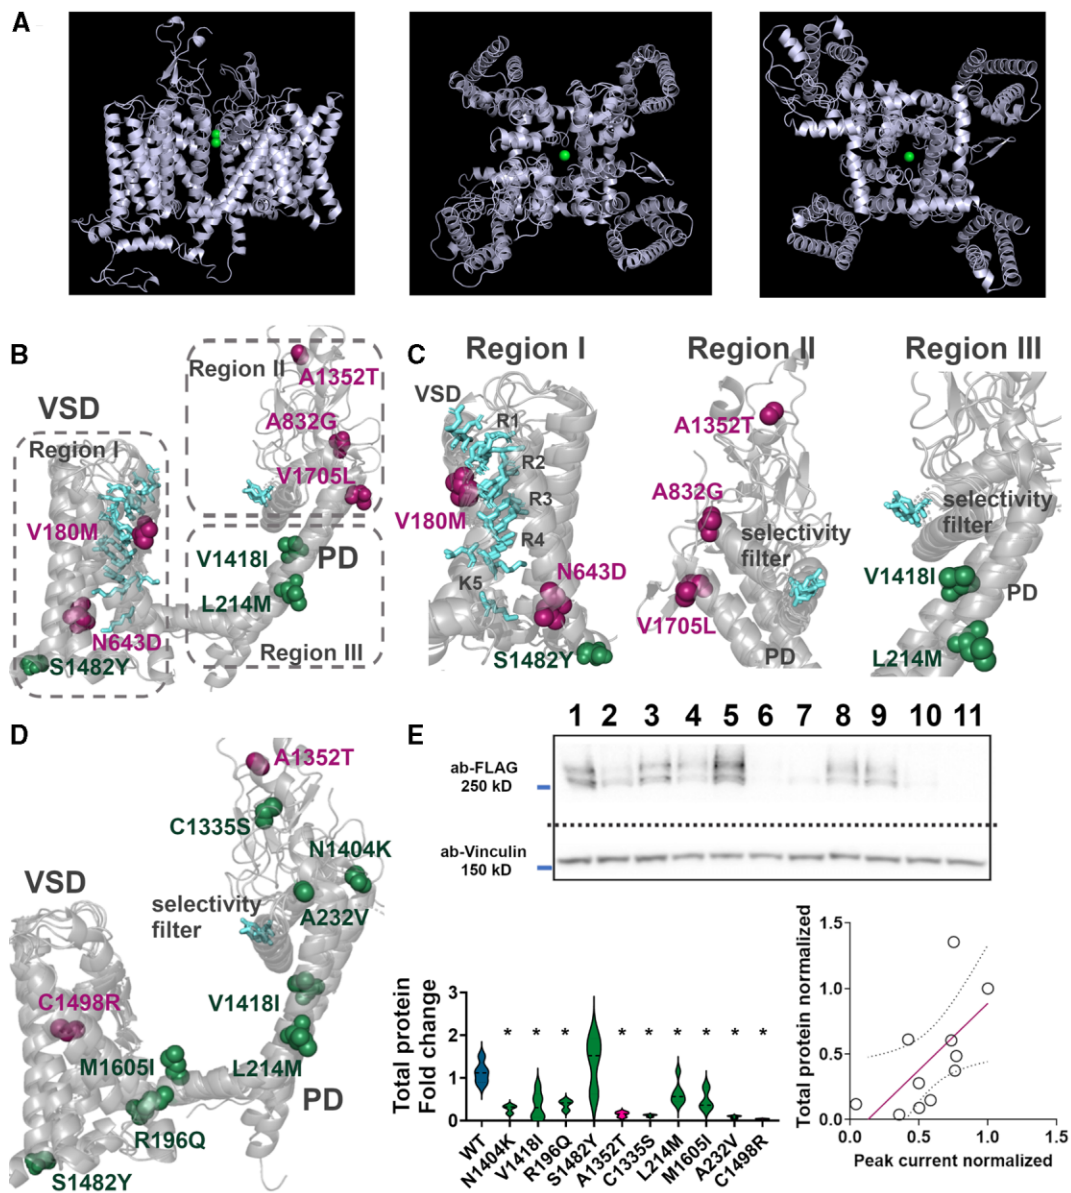 A
B
Region II
A1352T
VSD
A832G
Region I
V1705L
V180M
V1418I
PD
L214M
N643D
Region III
S1482Y
C
Region I
Region II
Region III
VSD
R1
R2
R3
R4
K5
V180M
N643D
S1482Y
A1352T
A832G
selectivity
filter
V1705L
PD
selectivity
filter
V1418I
PD
L214M
D
A1352T
C1335S
N1404K
VSD
selectivity
filter
A232V
C1498R
V1418I
M1605I
L214M
PD
R196Q
S1482Y
E
1 2 3 4 5 6 7 8 9 10 11
ab-FLAG
250 kD
ab-Vinculin
150 kD
Total protein
Fold change
3
2
1
0
* * * * * * * * *
WT
N1404K
V1418I
R196Q
S1482Y
A1352T
C1335S
L214M
M1605I
A232V
C1498R
Total protein normalized
1.5
1.0
0.5
0.0
0.0 0.5 1.0 1.5
Peak current normalized